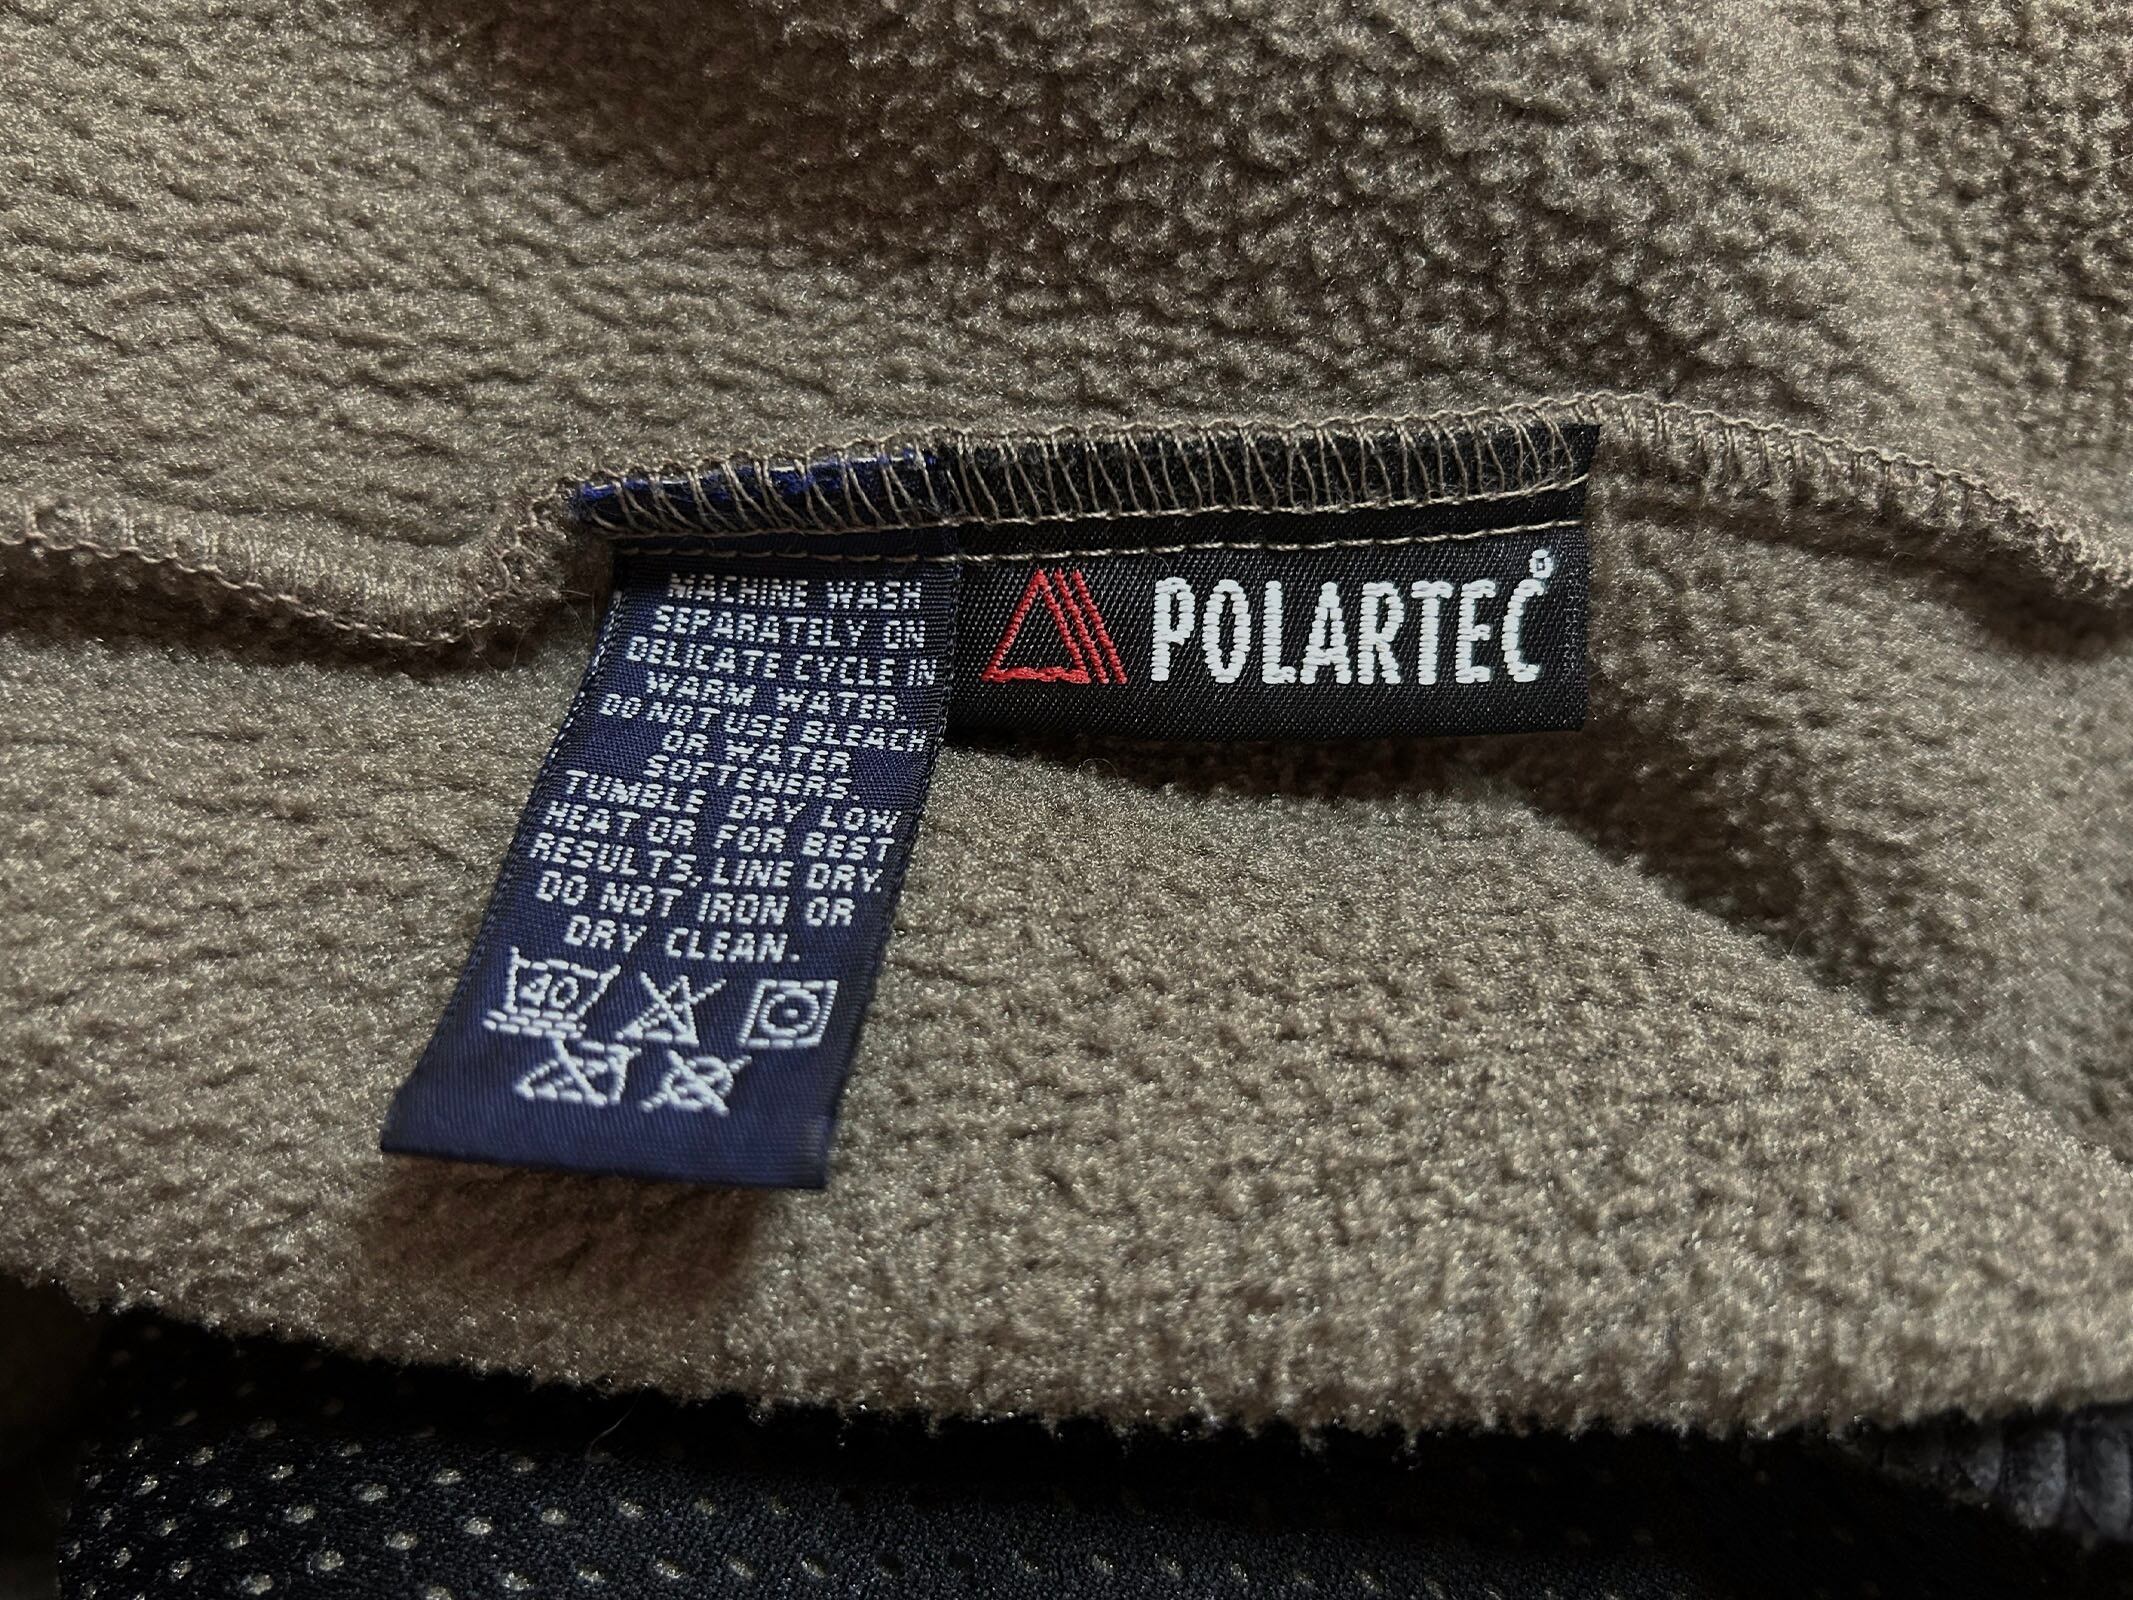 MACHINE WASH
SEPARATELY ON
DELICATE CYCLE IN
WARM WATER.
DO NOT USE BLEACH
OR WATER
SOFTENERS.
TUMBLE DRY LOW
HEAT OR FOR BEST
RESULTS, LINE DRY.
DO NOT IRON OR
DRY CLEAN.
40
POLARTEC®